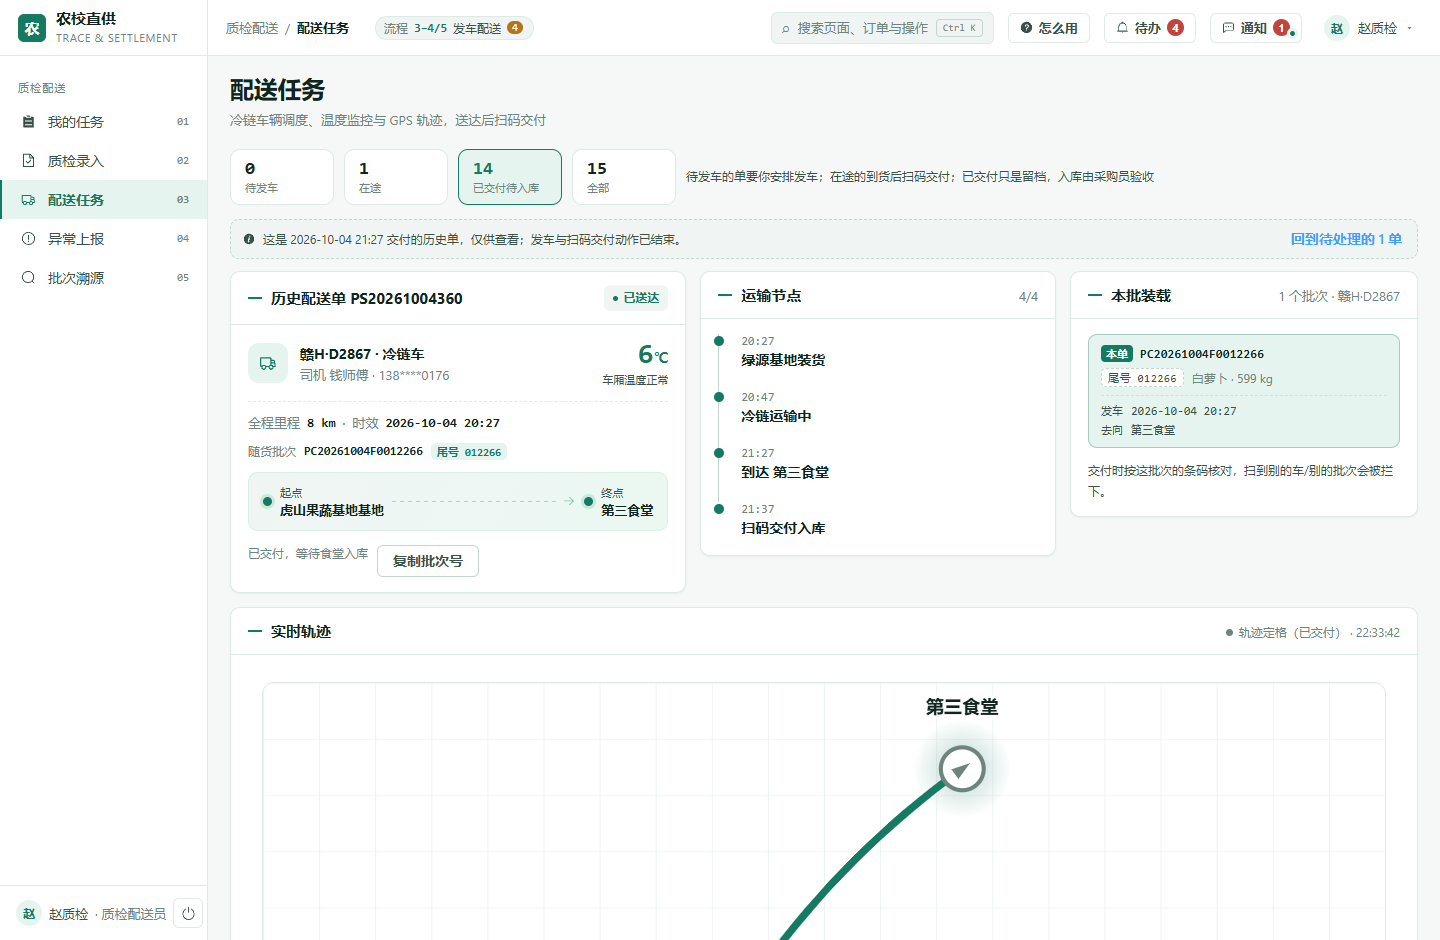 农
农校直供
TRACE & SETTLEMENT
质检配送 / 配送任务
流程 3-4/5 发车配送 4
搜索页面、订单与操作 Ctrl K
怎么用
待办 4
通知 1
赵 赵质检
质检配送
我的任务 01
质检录入 02
配送任务 03
异常上报 04
批次溯源 05
赵 赵质检 · 质检配送员
配送任务
冷链车辆调度、温度监控与 GPS 轨迹，送达后扫码交付
0
待发车
1
在途
14
已交付待入库
15
全部
待发车的单要你安排发车；在途的到货后扫码交付；已交付只是留档，入库由采购员验收
这是 2026-10-04 21:27 交付的历史单，仅供查看；发车与扫码交付动作已结束。
回到待处理的 1 单
历史配送单 PS20261004360
已送达
赣H·D2867 · 冷链车
司机 钱师傅 · 138****0176
6℃
车厢温度正常
全程里程 8 km · 时效 2026-10-04 20:27
随货批次 PC20261004F0012266 尾号 012266
起点
虎山果蔬基地基地
终点
第三食堂
已交付，等待食堂入库
复制批次号
运输节点 4/4
20:27
绿源基地装货
20:47
冷链运输中
21:27
到达 第三食堂
21:37
扫码交付入库
本批装载 1 个批次 · 赣H·D2867
本单 PC20261004F0012266
尾号 012266 白萝卜 · 599 kg
发车 2026-10-04 20:27
去向 第三食堂
交付时按这批次的条码核对，扫到别的车/别的批次会被拦
下。
实时轨迹
轨迹定格（已交付） · 22:33:42
第三食堂